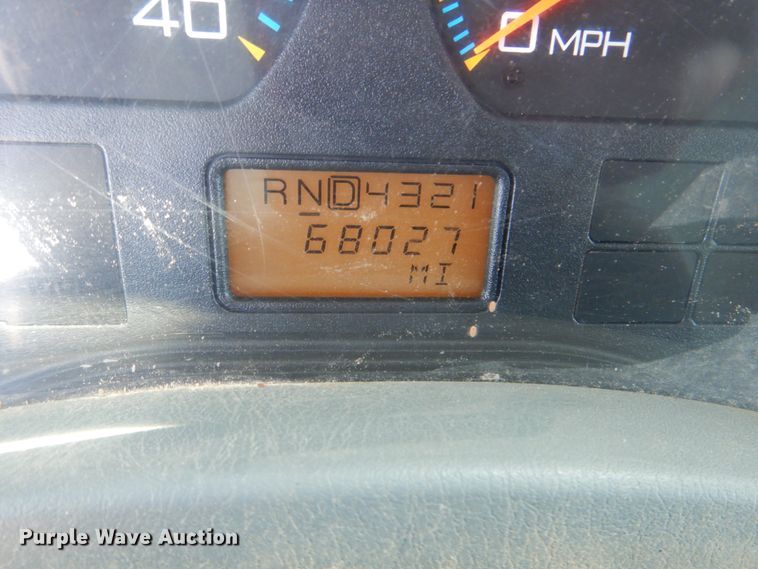 40
0 MPH
RND4321
68027
MI
Purple Wave Auction